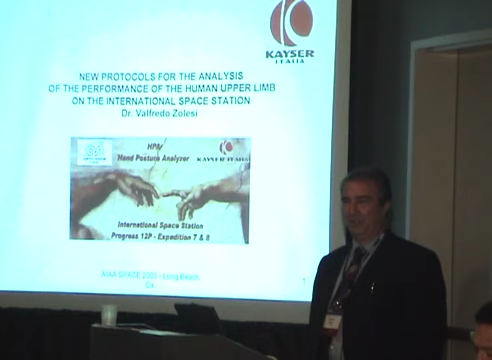 KAYSER
ITALIA
NEW PROTOCOLS FOR THE ANALYSIS
OF THE PERFORMANCE OF THE HUMAN UPPER LIMB
ON THE INTERNATIONAL SPACE STATION
Dr. Valfredo Zolesi
HPA
Hand Posture Analyzer
KAYSER ITALIA
International Space Station
Progress 12P - Expedition 7 & 8
AIAA SPACE 2003 - Long Beach,